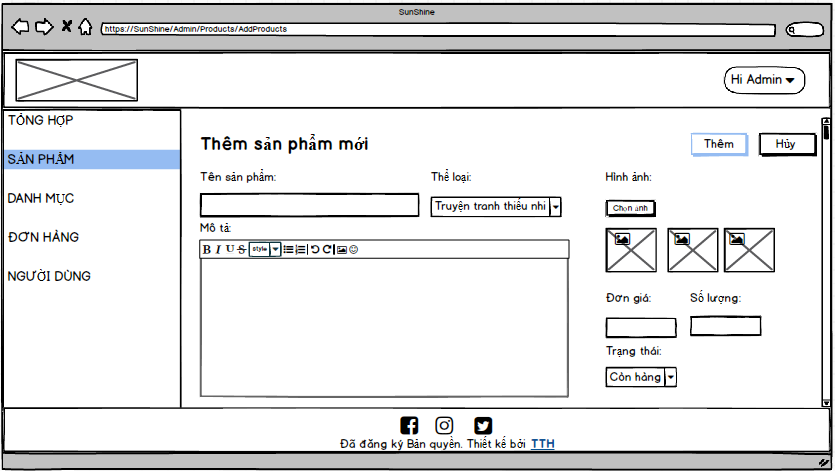 SunShine
https://SunShine/Admin/Products/AddProducts
Hi Admin
TỔNG HỢP
SẢN PHẨM
DANH MỤC
ĐƠN HÀNG
NGƯỜI DÙNG
Thêm sản phẩm mới
Thêm
Hủy
Tên sản phẩm:
Thể loại:
Hình ảnh:
Truyện tranh thiếu nhi
Chọn ảnh
Mô tả:
B I U S style
Đơn giá:
Số lượng:
Trạng thái:
Còn hàng
Đã đăng ký Bản quyền. Thiết kế bởi TTH